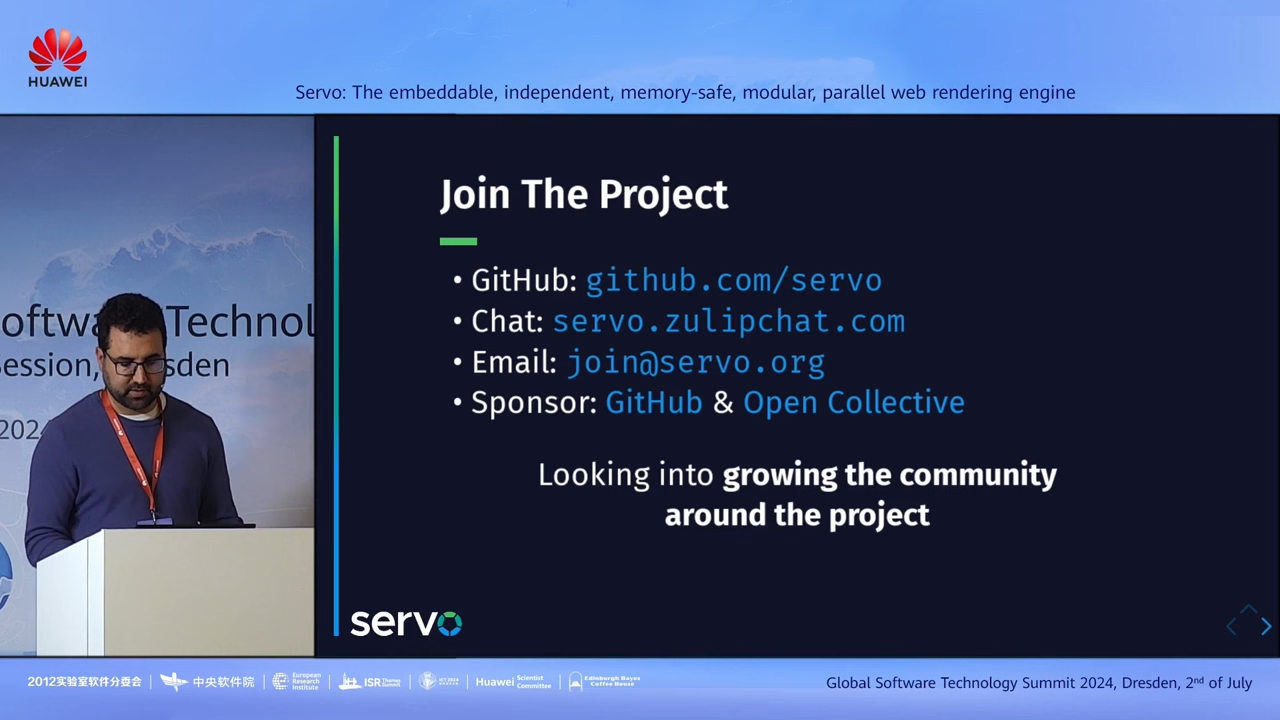 HUAWEI
Servo: The embeddable, independent, memory-safe, modular, parallel web rendering engine
oftwa Technol
ession, sden
202
Join The Project
• GitHub: github.com/servo
• Chat: servo.zulipchat.com
• Email: join@servo.org
• Sponsor: GitHub & Open Collective
Looking into growing the community
around the project
servo
2012实验室软件分委会
中央软件院
European
Research
Institute
ISR
Huawei Scientist
Committee
Edinburgh Bayes
Coffee House
Global Software Technology Summit 2024, Dresden, 2nd of July